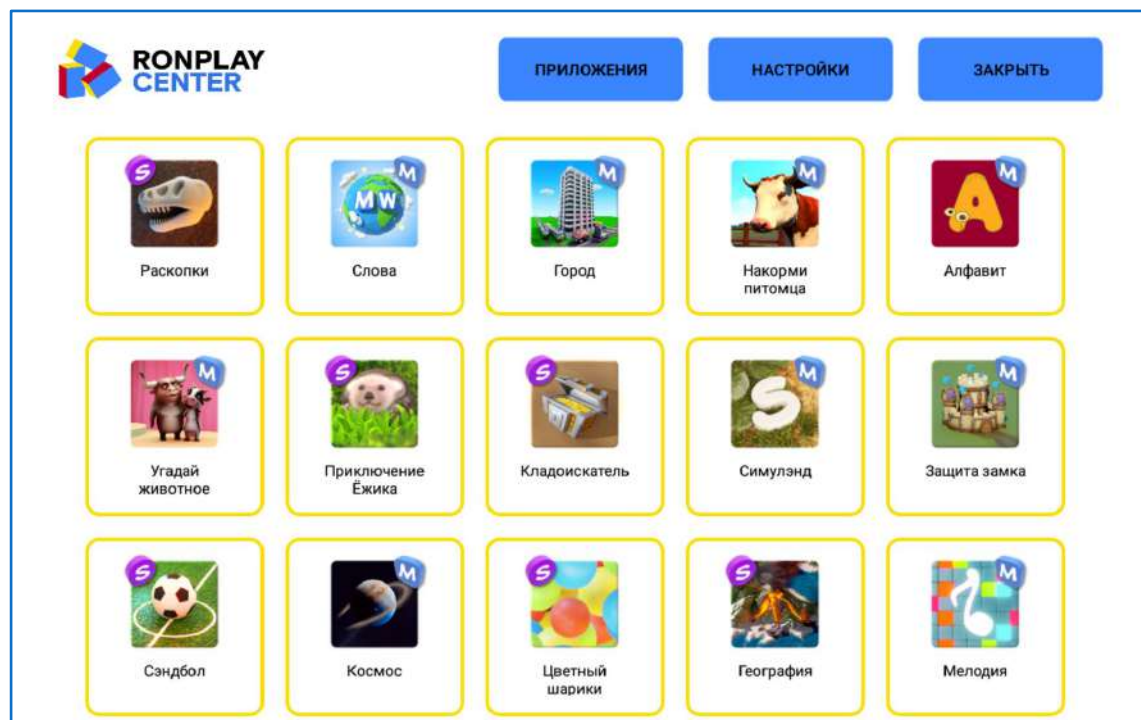 RONPLAY
CENTER
ПРИЛОЖЕНИЯ
НАСТРОЙКИ
ЗАКРЫТЬ
S
M
M
M
M
MW
A
Раскопки
Слова
Город
Накорми
питомца
Алфавит
M
S
S
M
M
S
Угадай
животное
Приключение
Ёжика
Кладоискатель
Симулэнд
Защита замка
S
M
S
S
M
Сэндбол
Космос
Цветный
шарики
География
Мелодия